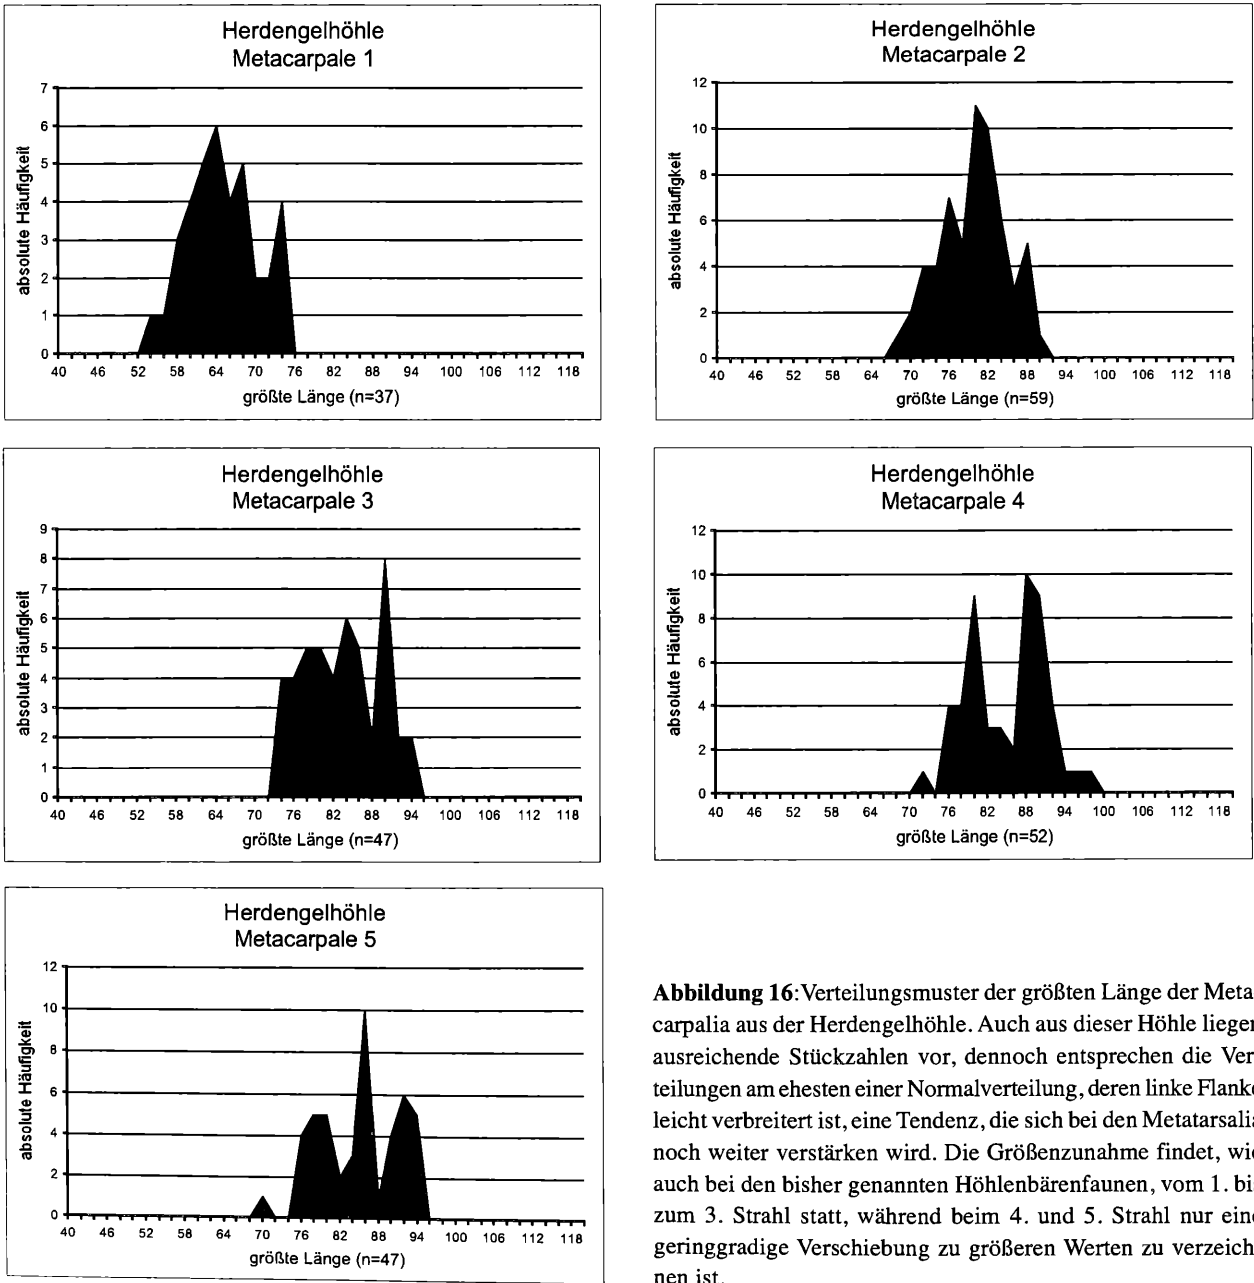 Herdengelhöhle
Metacarpale 1
absolute Häufigkeit
7
6
5
4
3
2
1
0
40 46 52 58 64 70 76 82 88 94 100 106 112 118
größte Länge (n=37)
Herdengelhöhle
Metacarpale 2
absolute Häufigkeit
12
10
8
6
4
2
0
40 46 52 58 64 70 76 82 88 94 100 106 112 118
größte Länge (n=59)
Herdengelhöhle
Metacarpale 3
absolute Häufigkeit
9
8
7
6
5
4
3
2
1
0
40 46 52 58 64 70 76 82 88 94 100 106 112 118
größte Länge (n=47)
Herdengelhöhle
Metacarpale 4
absolute Häufigkeit
12
10
8
6
4
2
0
40 46 52 58 64 70 76 82 88 94 100 106 112 118
größte Länge (n=52)
Herdengelhöhle
Metacarpale 5
absolute Häufigkeit
12
10
8
6
4
2
0
40 46 52 58 64 70 76 82 88 94 100 106 112 118
größte Länge (n=47)
Abbildung 16:Verteilungsmuster der größten Länge der Meta
carpalia aus der Herdengelhöhle. Auch aus dieser Höhle liegen
ausreichende Stückzahlen vor, dennoch entsprechen die Ver
teilungen am ehesten einer Normalverteilung, deren linke Flanke
leicht verbreitert ist, eine Tendenz, die sich bei den Metatarsalia
noch weiter verstärken wird. Die Größenzunahme findet, wie
auch bei den bisher genannten Höhlenbärenfaunen, vom 1. bis
zum 3. Strahl statt, während beim 4. und 5. Strahl nur eine
geringgradige Verschiebung zu größeren Werten zu verzeich
nen ist.